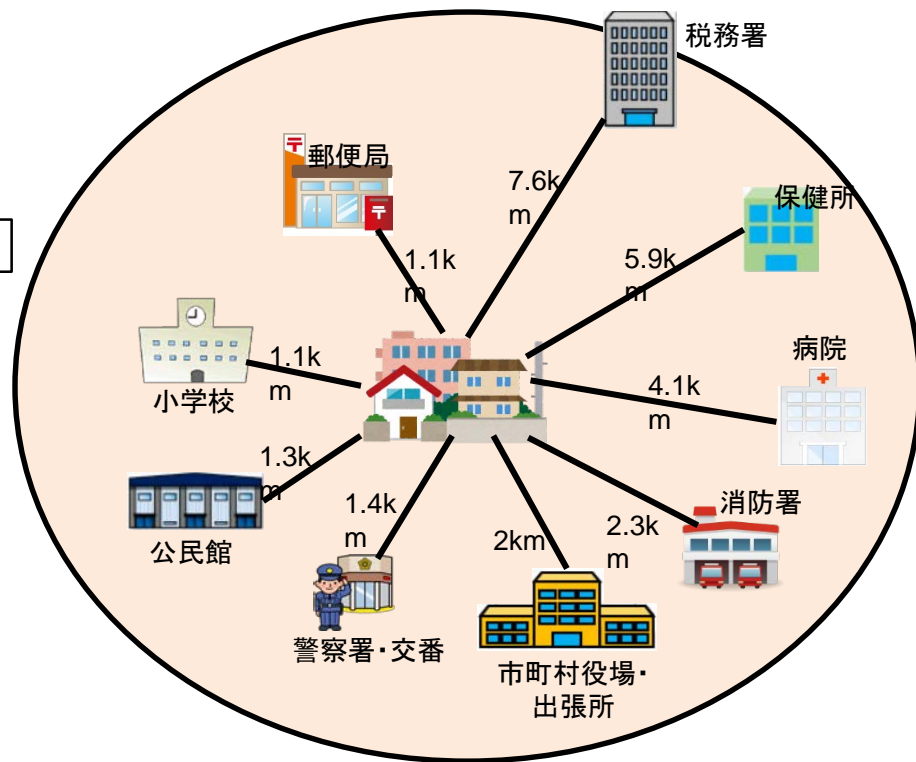 税務署
郵便局
〒
〒
7.6k
m
保健所
1.1k
m
5.9k
m
1.1k
m
小学校
病院
4.1k
m
1.3k
m
公民館
1.4k
m
警察署・交番
2km
市町村役場・
出張所
2.3k
m
消防署